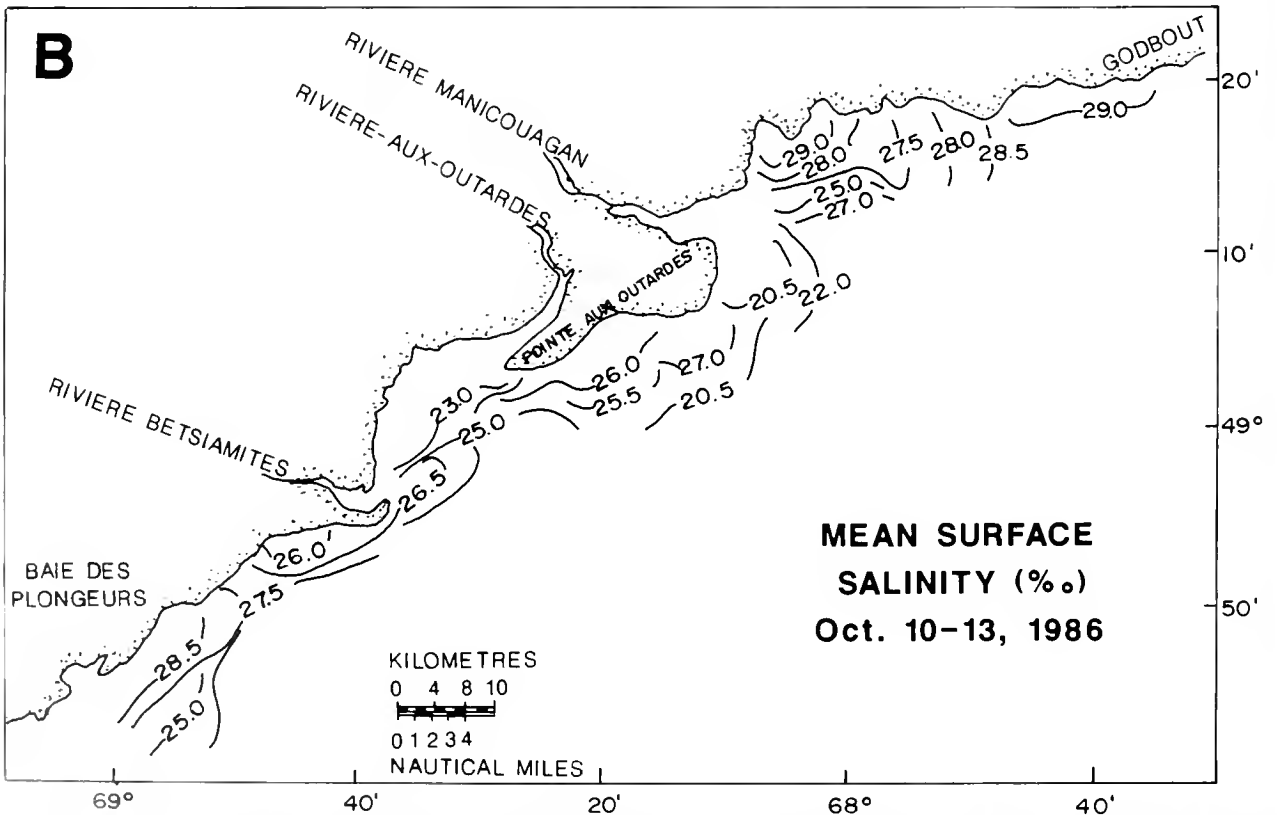 B
RIVIERE MANICOUAGAN
RIVIERE-AUX-OUTARDES
GODBOUT
20'
29.0
29.0
28.0
27.5
28.0
28.5
25.0
27.0
10'
POINTE AUX OUTARDES
20.5
22.0
26.0
27.0
25.5
20.5
23.0
25.0
49°
RIVIERE BETSIAMITES
26.5
26.0
BAIE DES
PLONGEURS
27.5
28.5
25.0
MEAN SURFACE
SALINITY (‰)
Oct. 10-13, 1986
50'
KILOMETRES
0 4 8 10
0 1 2 3 4
NAUTICAL MILES
69°
40'
20'
68°
40'